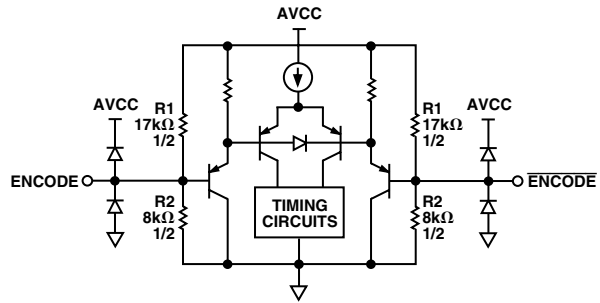 AVCC
AVCC
R1
17kΩ
1/2
R1
17kΩ
1/2
AVCC
ENCODE
ENCODE
R2
8kΩ
1/2
TIMING
CIRCUITS
R2
8kΩ
1/2